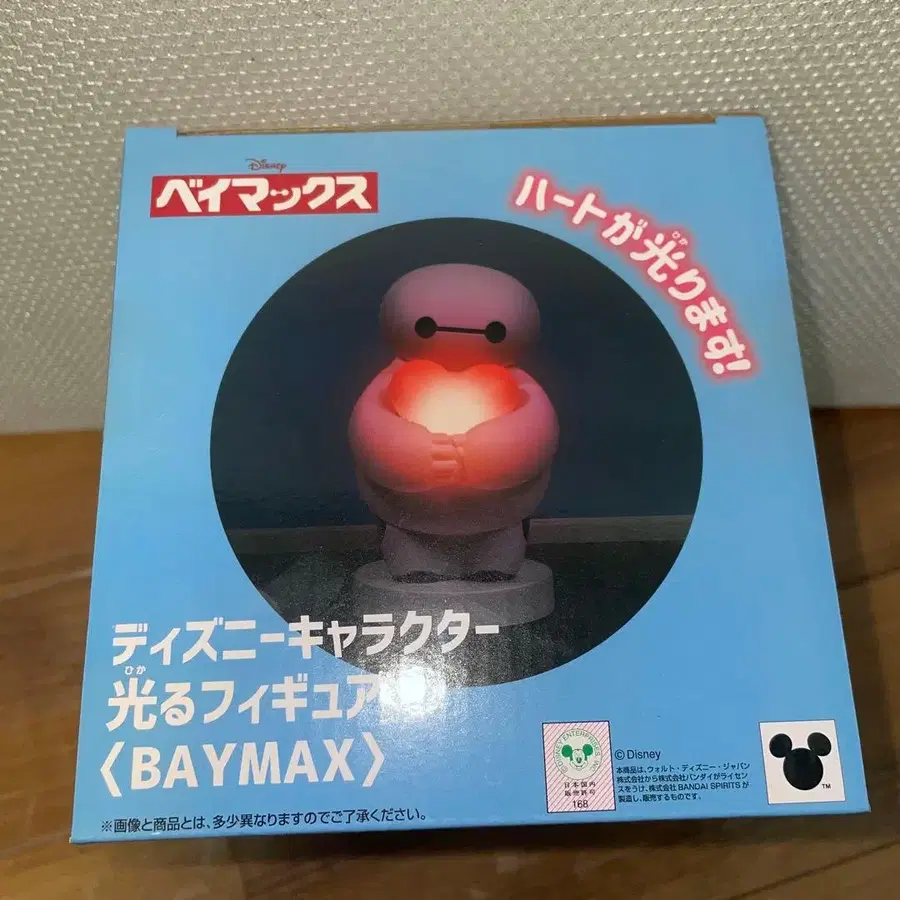 Disney
ベイマックス
ハートが光ります!
ひか
ディズニーキャラクター
ひか
光るフィギュア
〈BAYMAX〉
※画像と商品とは、多少異なりますのでご了承ください。
日本国内
販売許可
168
©Disney
本商品は、ウォルト・ディズニー・ジャパン
株式会社から株式会社バンダイがライセン
スをうけ、株式会社BANDAI SPIRITSが
製造し、販売するものです。
TM